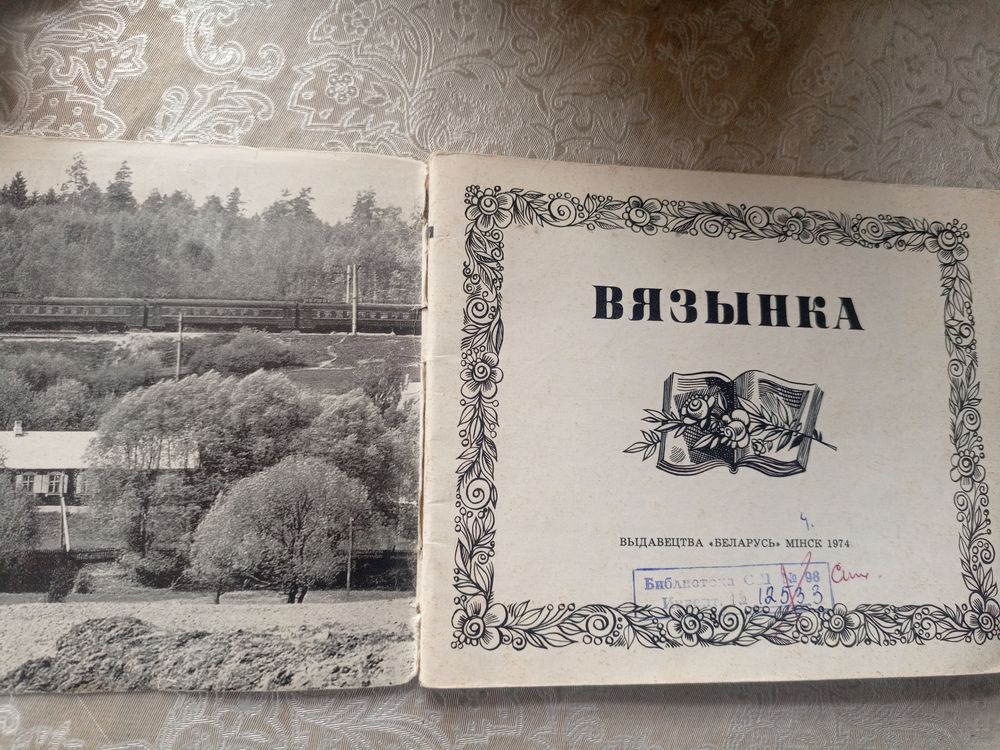 ВЯЗЫНКА
ч.
ВЫДАВЕЦТВА «БЕЛАРУСЬ» МІНСК 1974
Библиотека № 98
12533